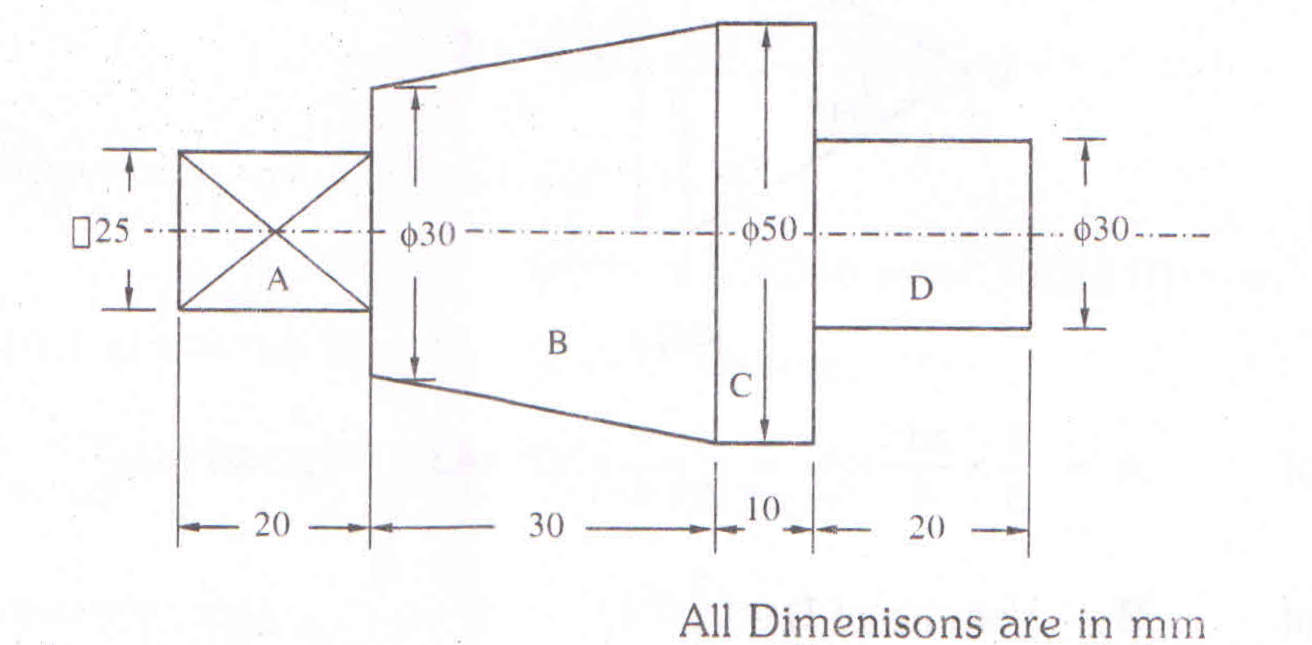 □25
A
ϕ30
B
ϕ50
C
D
ϕ30
20
30
10
20
All Dimenisons are in mm